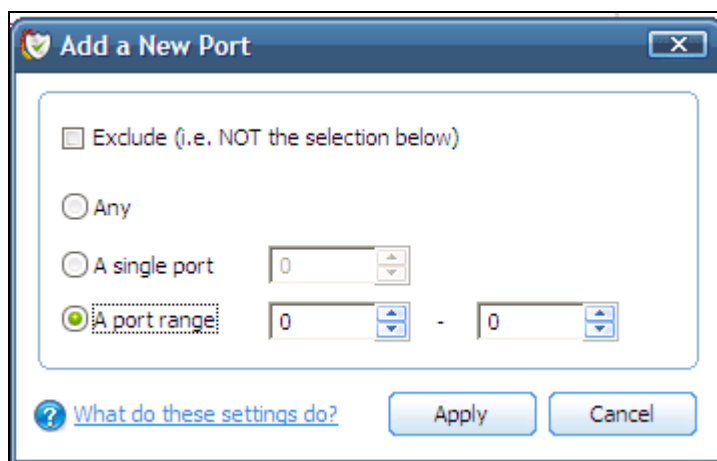 Add a New Port
Exclude (i.e. NOT the selection below)
Any
A single port 0
A port range 0 - 0
What do these settings do? Apply Cancel